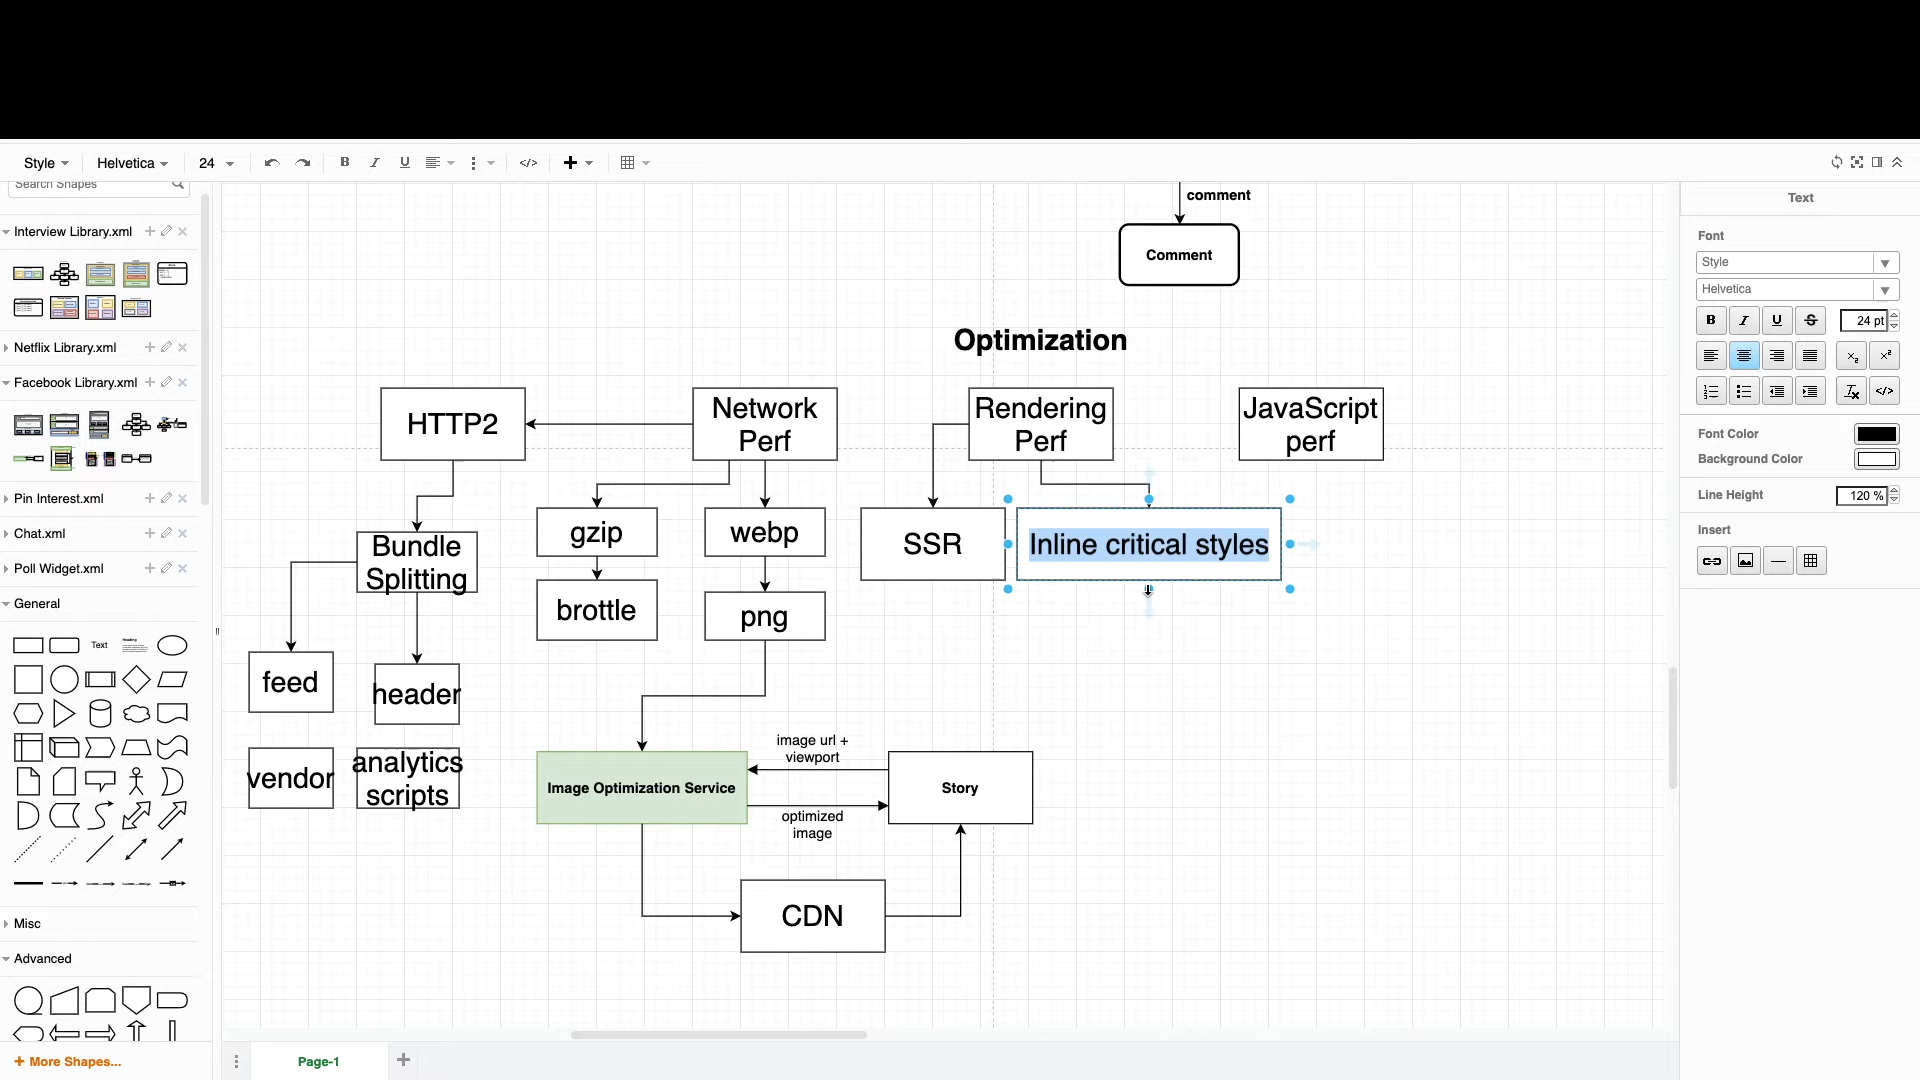 Style
Helvetica
24
B
I
U
</>
Search Shapes
Interview Library.xml
Netflix Library.xml
Facebook Library.xml
Pin Interest.xml
Chat.xml
Poll Widget.xml
General
Text
Heading
Misc
Advanced
+ More Shapes...
comment
Comment
Optimization
HTTP2
Network
Perf
Rendering
Perf
JavaScript
perf
Bundle
Splitting
gzip
webp
SSR
Inline critical styles
brottle
png
feed
header
vendor
analytics
scripts
image url +
viewport
Image Optimization Service
Story
optimized
image
CDN
Page-1
Text
Font
Style
Helvetica
B
I
U
S
24 pt
Font Color
Background Color
Line Height
120 %
Insert